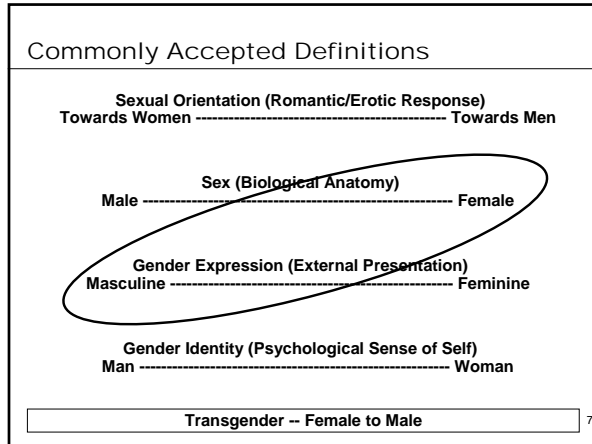 Commonly Accepted Definitions
Sexual Orientation (Romantic/Erotic Response)
Towards Women --------------------------------------------- Towards Men
Sex (Biological Anatomy)
Male -------------------------------------------------------- Female
Gender Expression (External Presentation)
Masculine --------------------------------------------------- Feminine
Gender Identity (Psychological Sense of Self)
Man -------------------------------------------------------- Woman
Transgender -- Female to Male
7